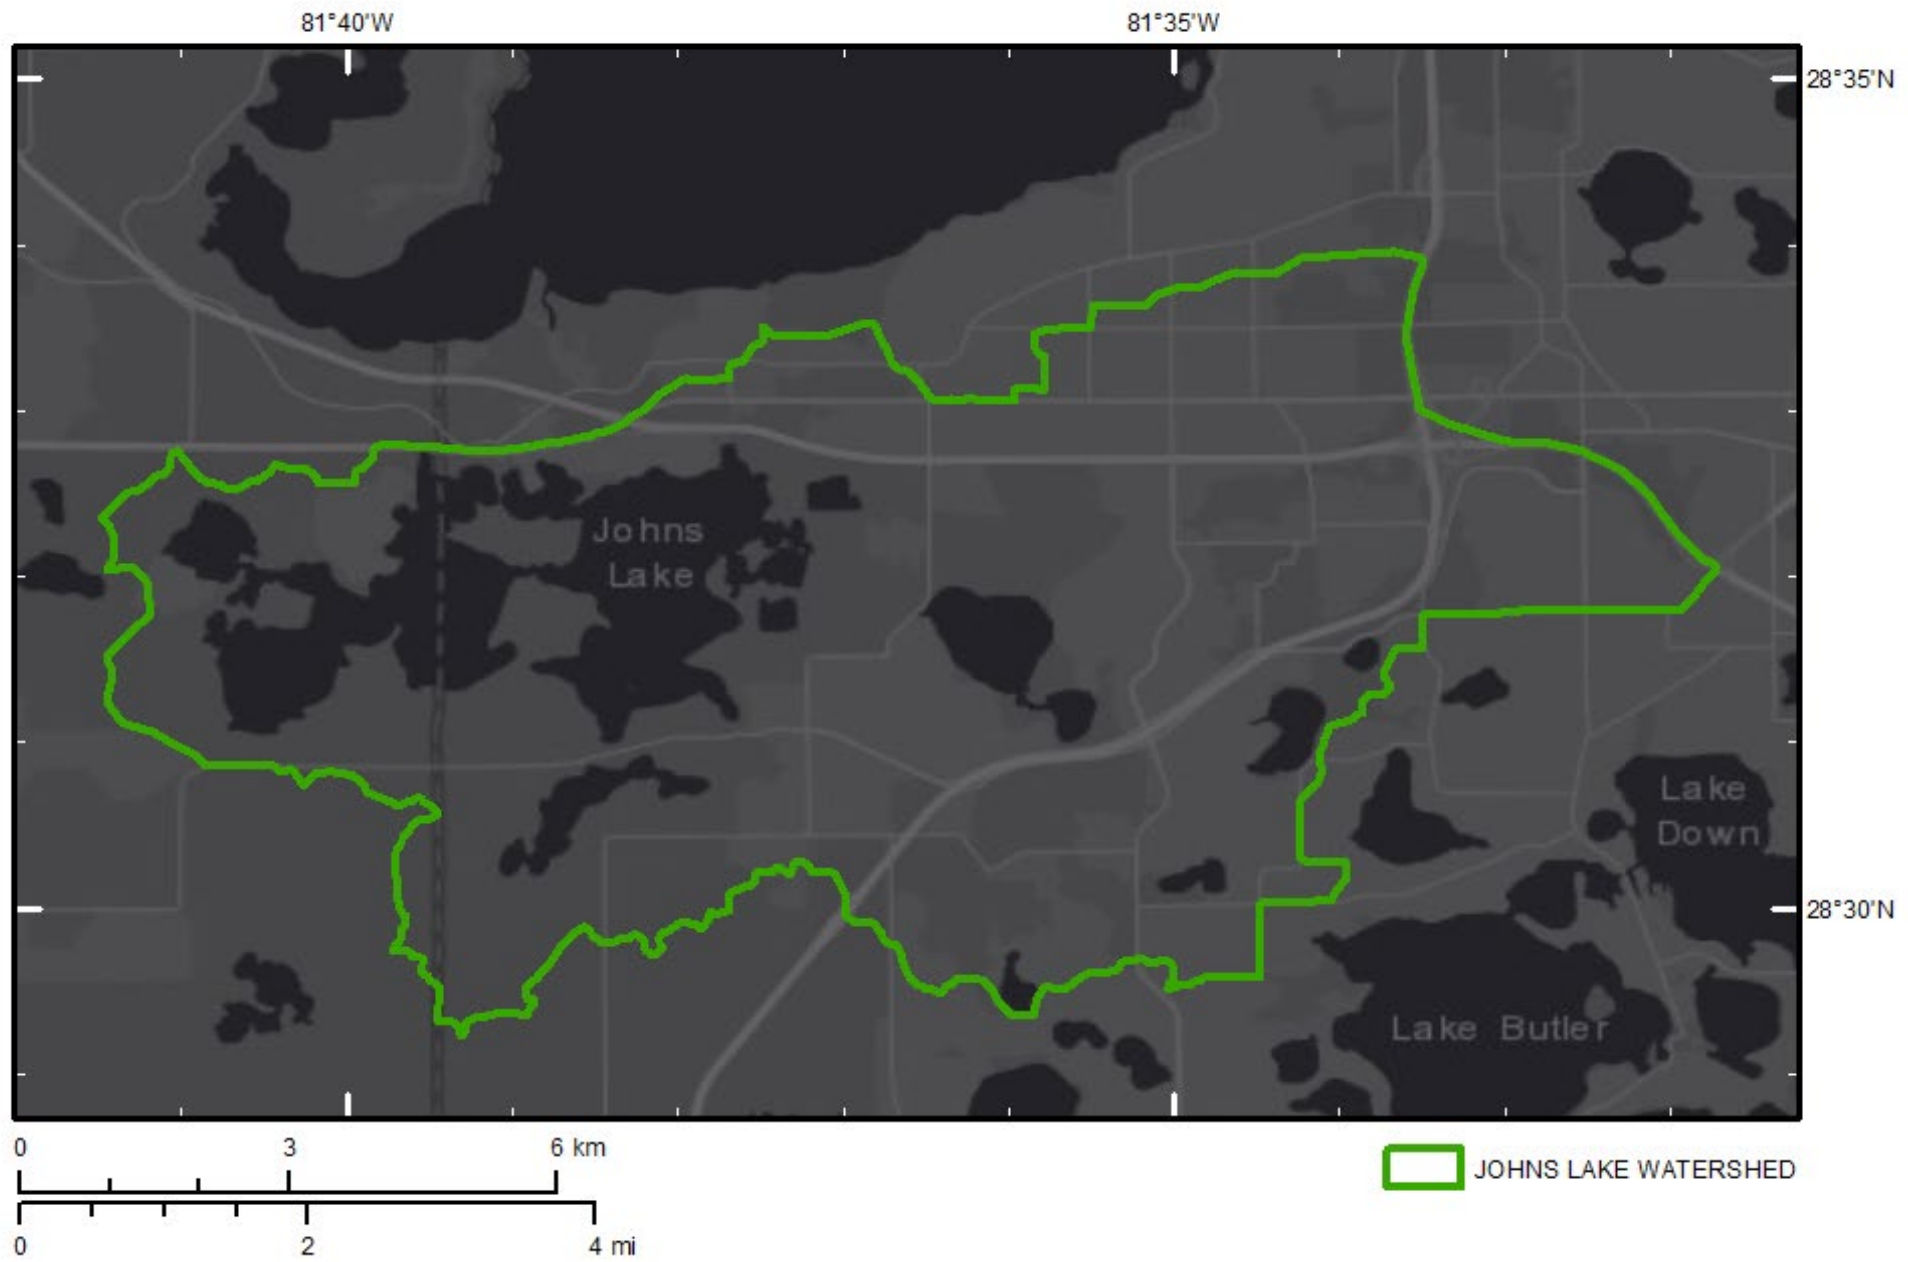 81°40'W
81°35'W
28°35'N
Johns
Lake
Lake
Down
28°30'N
Lake Butler
0 3 6 km
0 2 4 mi
JOHNS LAKE WATERSHED